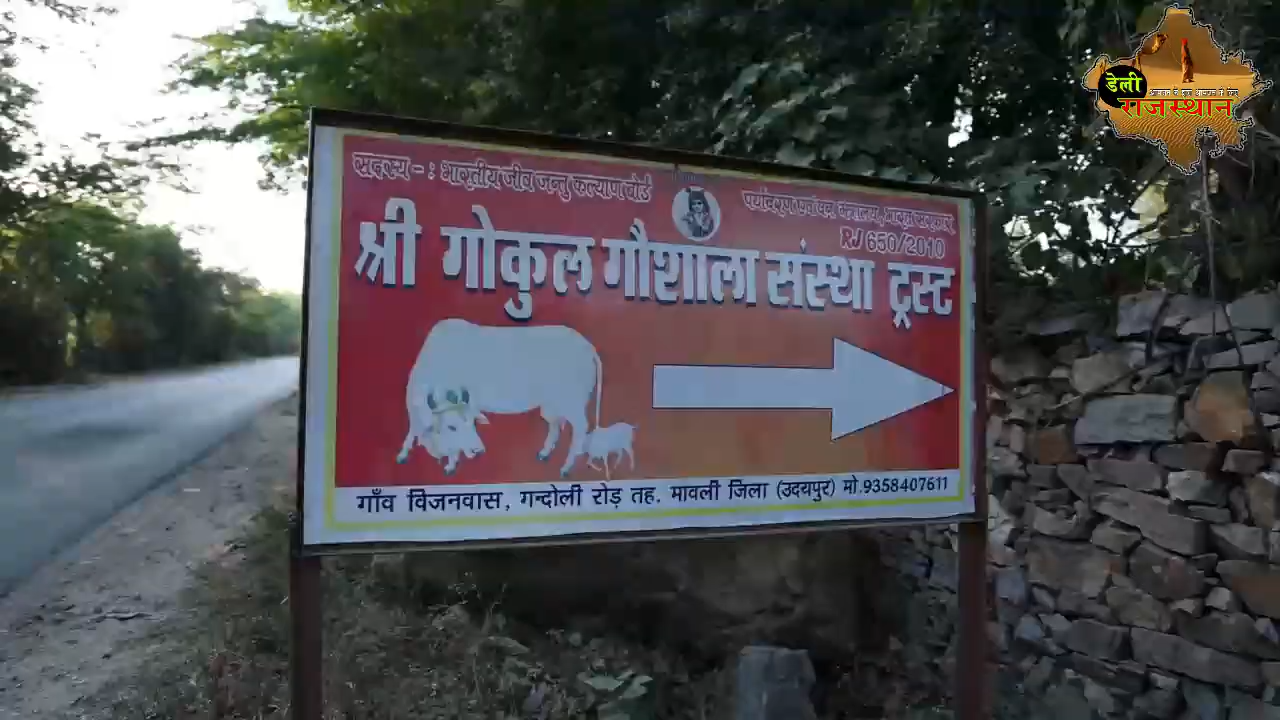 सदस्य - : भारतीय जीव जन्तु कल्याण बोर्ड
पर्यावरण एवं वन मंत्रालय, भारत सरकार
RJ 650/2010
श्री गोकुल गौशाला संस्था ट्रस्ट
गाँव विजनवास, गन्दोली रोड़ तह. मावली जिला (उदयपुर) मो.9358407611
डेली
राजस्थान